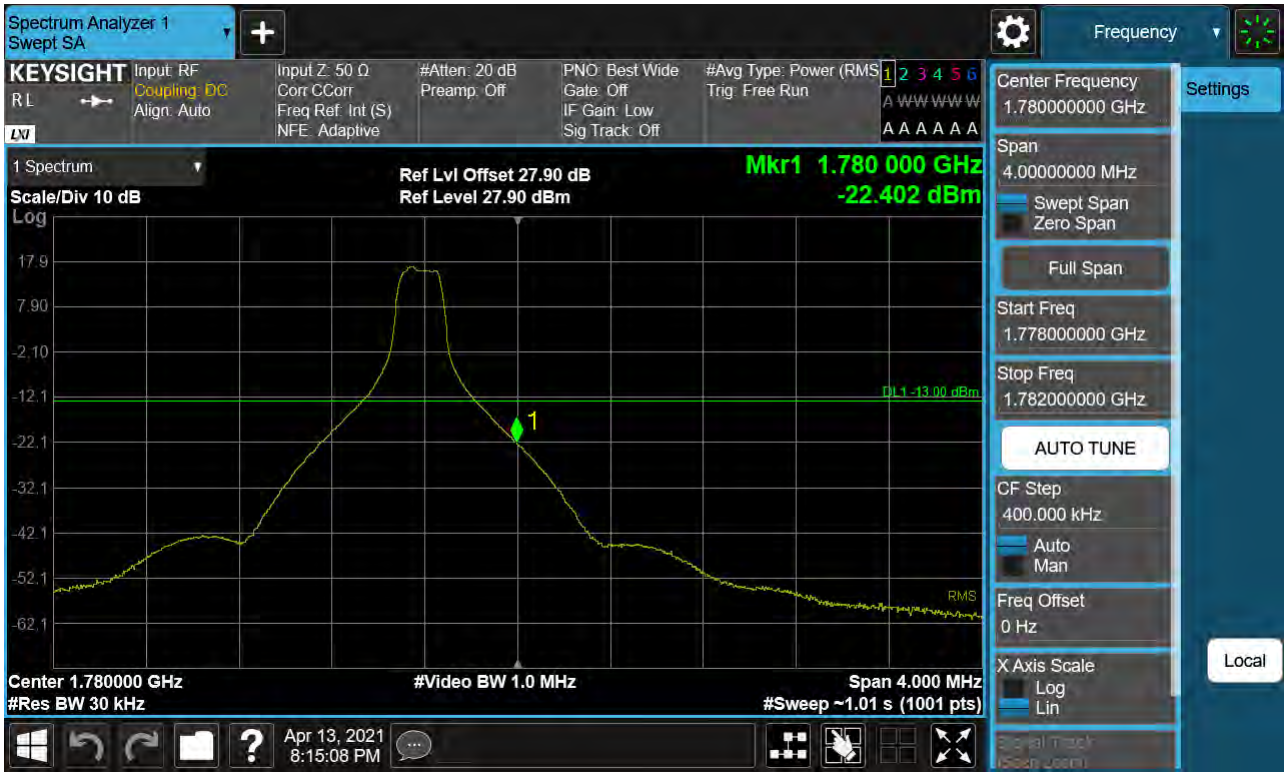 Spectrum Analyzer 1
Swept SA
+
Frequency
KEYSIGHT
RL
LXI
Input: RF
Coupling: DC
Align: Auto
Input Z: 50 Ω
Corr CCorr
Freq Ref: Int (S)
NFE: Adaptive
#Atten: 20 dB
Preamp: Off
PNO: Best Wide
Gate: Off
IF Gain: Low
Sig Track: Off
#Avg Type: Power (RMS
Trig: Free Run
1 2 3 4 5 6
A W W W W W
A A A A A A
1 Spectrum
Scale/Div 10 dB
Log
Ref Lvl Offset 27.90 dB
Ref Level 27.90 dBm
Mkr1 1.780 000 GHz
-22.402 dBm
17.9
7.90
-2.10
-12.1
-22.1
-32.1
-42.1
-52.1
-62.1
DL1 -13.00 dBm
1
RMS
Center 1.780000 GHz
#Video BW 1.0 MHz
Span 4.000 MHz
#Res BW 30 kHz
#Sweep ~1.01 s (1001 pts)
Center Frequency
1.780000000 GHz
Settings
Span
4.00000000 MHz
Swept Span
Zero Span
Full Span
Start Freq
1.778000000 GHz
Stop Freq
1.782000000 GHz
AUTO TUNE
CF Step
400.000 kHz
Auto
Man
Freq Offset
0 Hz
X Axis Scale
Log
Lin
Local
Signal Track
(Span Zoom)
?
Apr 13, 2021
8:15:08 PM